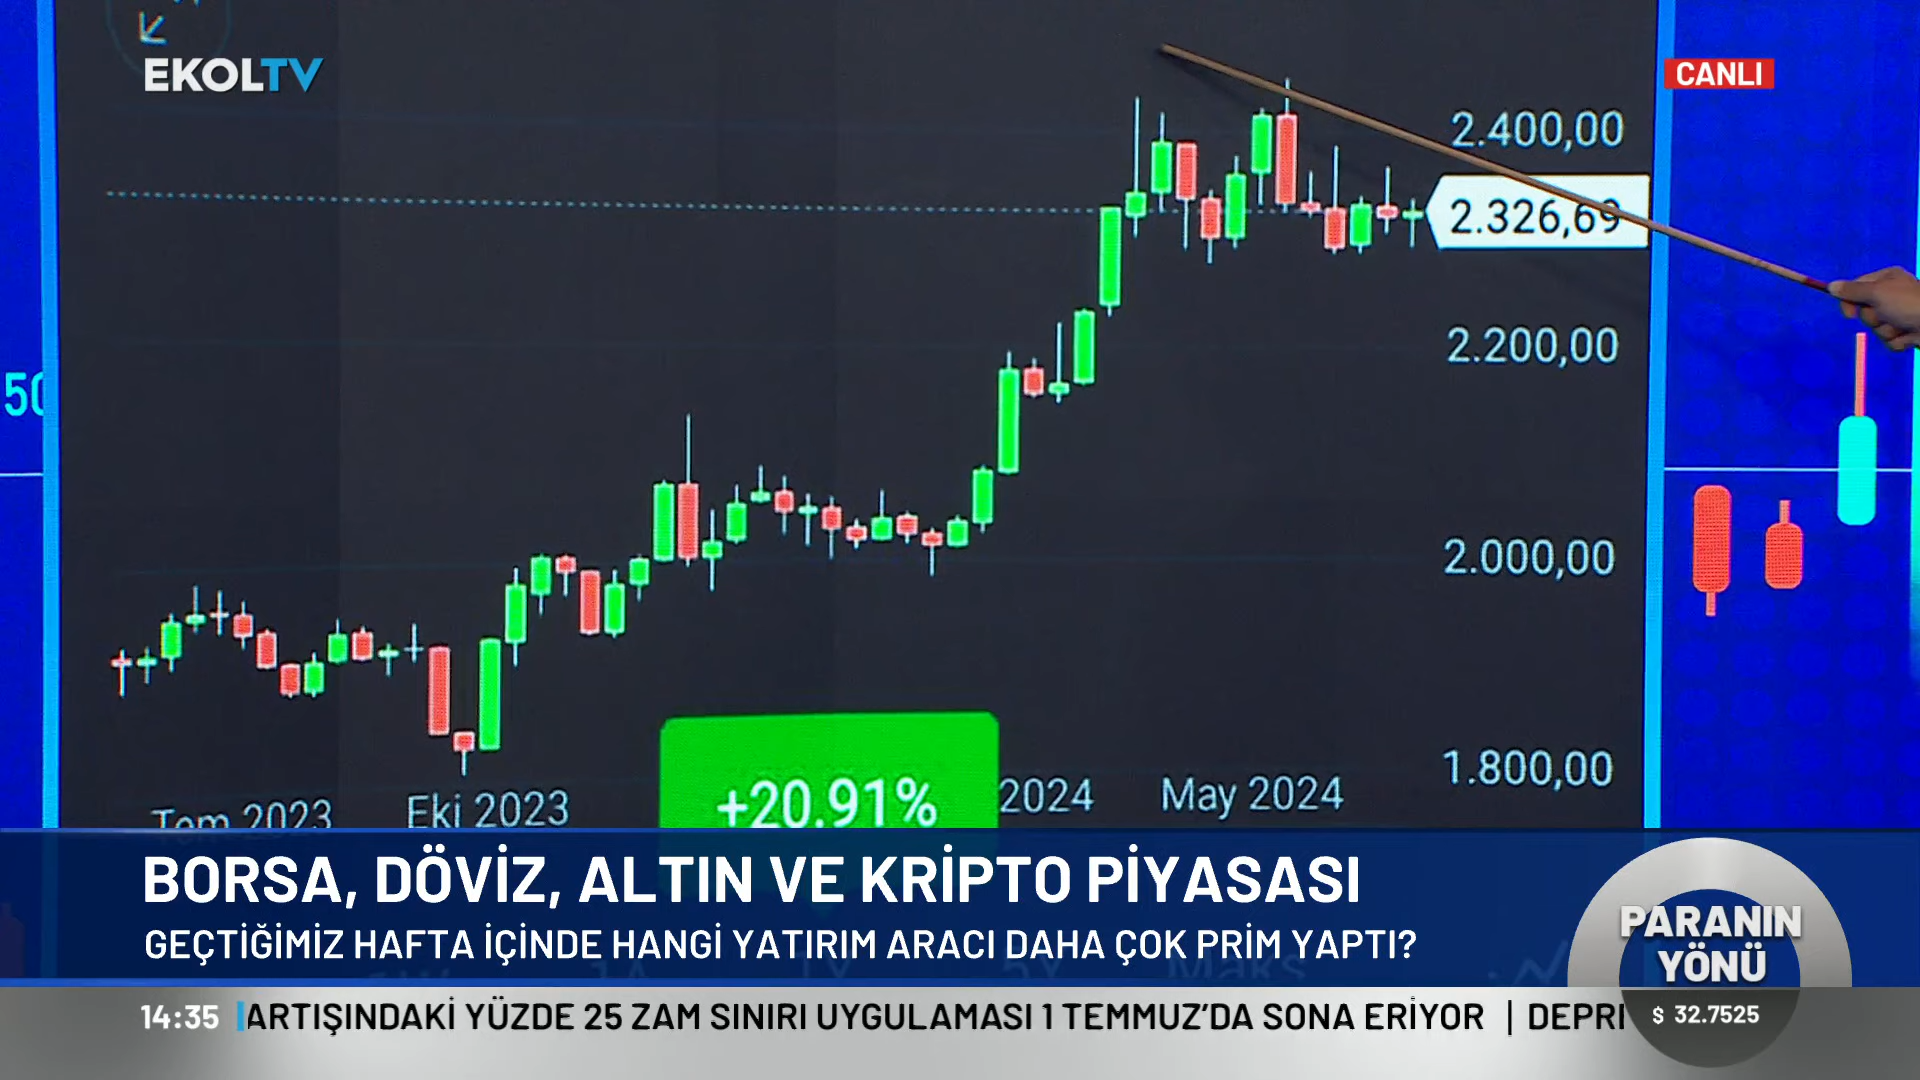 EKOLTV
CANLI
2.400,00
2.326,69
2.200,00
50
2.000,00
1.800,00
Tem 2023
Eki 2023
+20.91%
2024
May 2024
BORSA, DÖVİZ, ALTIN VE KRİPTO PİYASASI
GEÇTİĞİMİZ HAFTA İÇİNDE HANGİ YATIRIM ARACI DAHA ÇOK PRİM YAPTI?
PARANIN
YÖNÜ
14:35
ARTIŞINDAKİ YÜZDE 25 ZAM SINIRI UYGULAMASI 1 TEMMUZ'DA SONA ERİYOR | DEPRİ
$ 32.7525